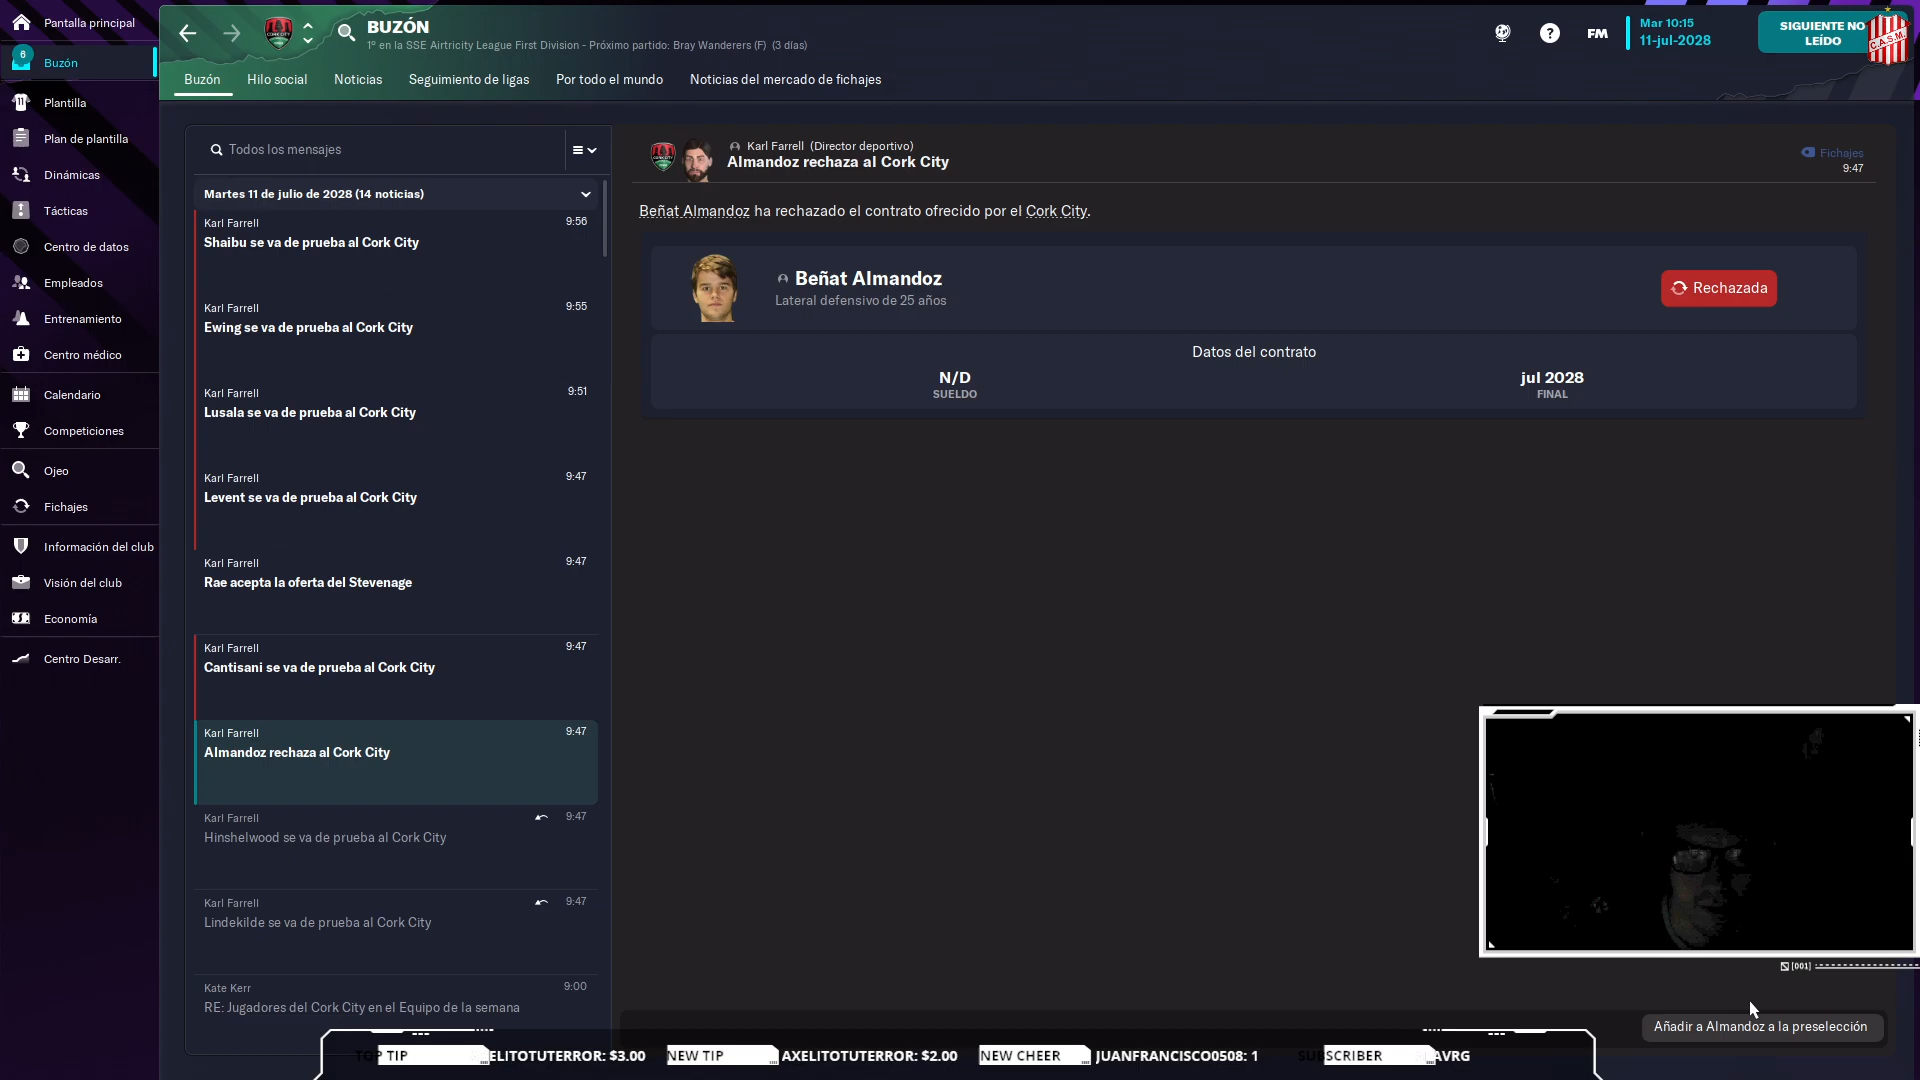 Pantalla principal
6
Buzón
Plantilla
Plan de plantilla
Dinámicas
Tácticas
Centro de datos
Empleados
Entrenamiento
Centro médico
Calendario
Competiciones
Ojeo
Fichajes
Información del club
Visión del club
Economía
Centro Desarr.
BUZÓN
1º en la SSE Airtricity League First Division - Próximo partido: Bray Wanderers (F) (3 días)
FM
Mar 10:15
11-jul-2028
SIGUIENTE NO
LEÍDO
C.A.S.M.
Buzón
Hilo social
Noticias
Seguimiento de ligas
Por todo el mundo
Noticias del mercado de fichajes
Todos los mensajes
Martes 11 de julio de 2028 (14 noticias)
Karl Farrell 9:56
Shaibu se va de prueba al Cork City
Karl Farrell 9:55
Ewing se va de prueba al Cork City
Karl Farrell 9:51
Lusala se va de prueba al Cork City
Karl Farrell 9:47
Levent se va de prueba al Cork City
Karl Farrell 9:47
Rae acepta la oferta del Stevenage
Karl Farrell 9:47
Cantisani se va de prueba al Cork City
Karl Farrell 9:47
Almandoz rechaza al Cork City
Karl Farrell 9:47
Hinshelwood se va de prueba al Cork City
Karl Farrell 9:47
Lindekilde se va de prueba al Cork City
Kate Kerr 9:00
RE: Jugadores del Cork City en el Equipo de la semana
Karl Farrell (Director deportivo)
Almandoz rechaza al Cork City
Fichajes
9:47
Beñat Almandoz ha rechazado el contrato ofrecido por el Cork City.
Beñat Almandoz
Lateral defensivo de 25 años
Rechazada
Datos del contrato
N/D
SUELDO
jul 2028
FINAL
[001]
Añadir a Almandoz a la preselección
TOP TIP
ELITOTUTERROR: $3.00
NEW TIP
AXELITOTUTERROR: $2.00
NEW CHEER
JUANFRANCISCO0508: 1
SUBSCRIBER
AVRG